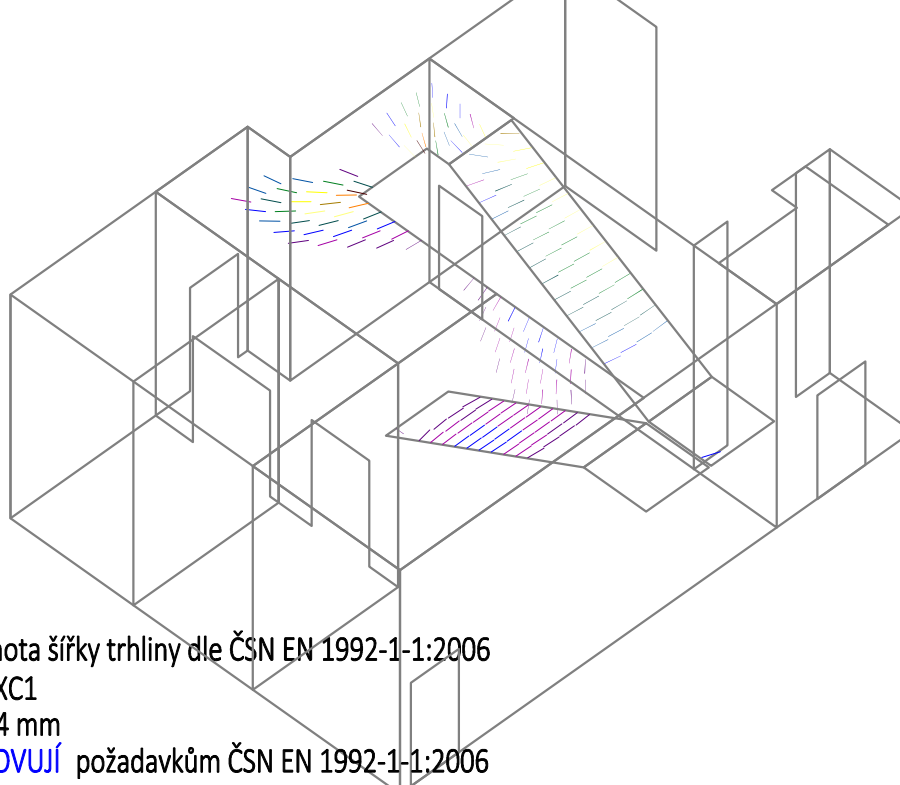 nota šířky trhliny dle ČSN EN 1992-1-1:2006
XC1
4 mm
OVUJÍ požadavkům ČSN EN 1992-1-1:2006